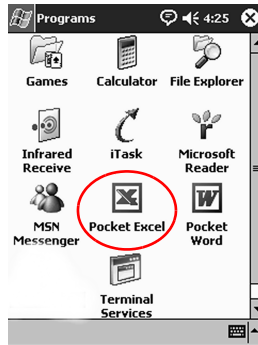 Programs 4:25
Games Calculator File Explorer
Infrared Receive iTask Microsoft Reader
MSN Messenger Pocket Excel Pocket Word
Terminal Services